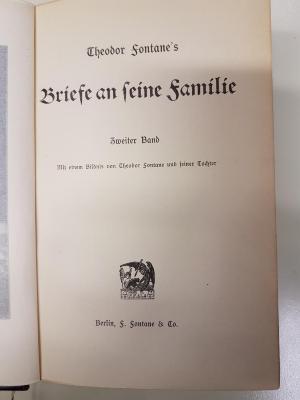 Theodor Fontane's
Briefe an seine Familie
Zweiter Band
Mit einem Bildnis von Theodor Fontane und seiner Tochter
Berlin, F. Fontane & Co.